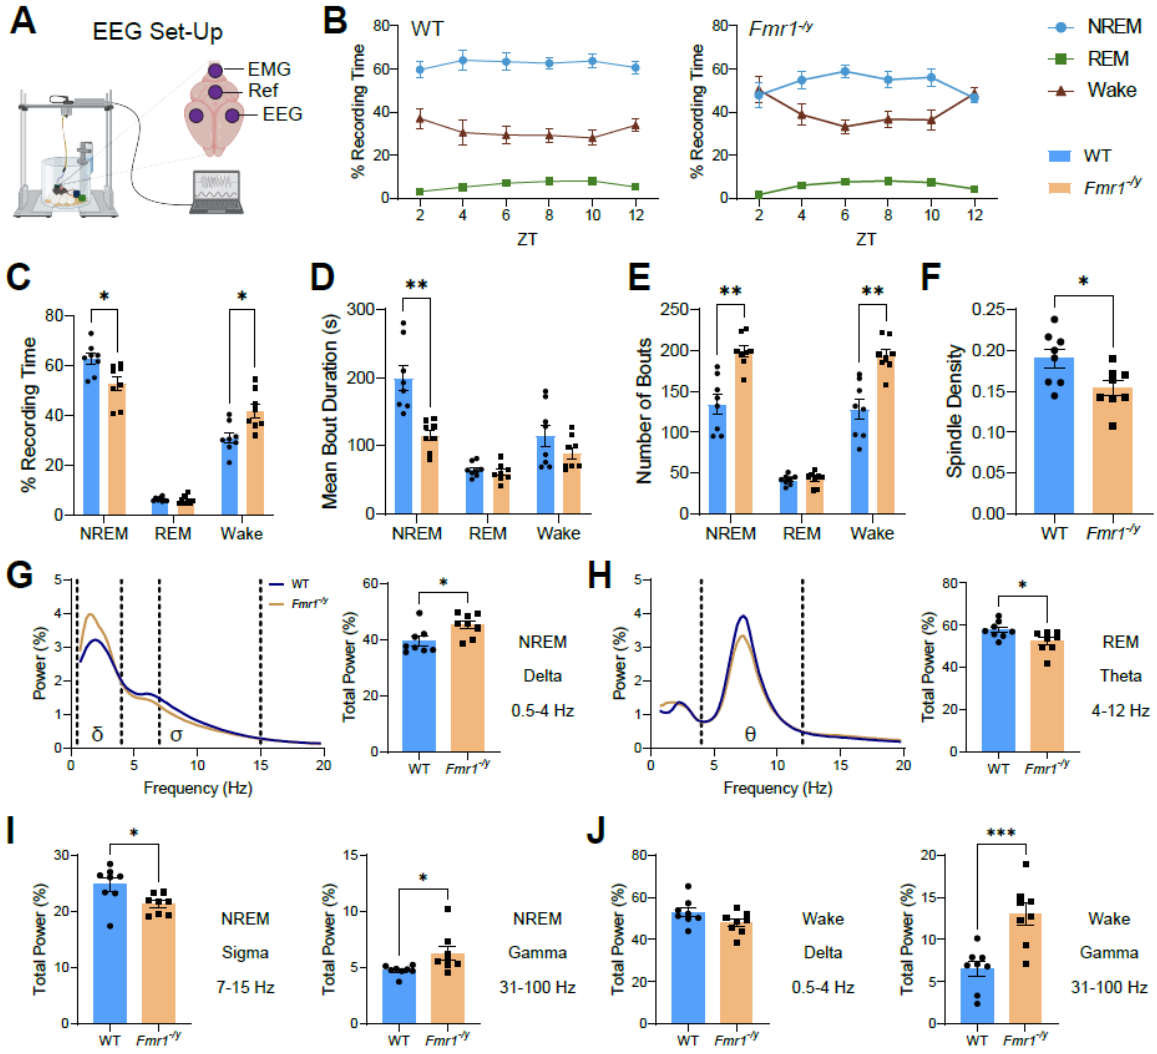 A
EEG Set-Up
EMG
Ref
EEG
B
WT
% Recording Time
80
60
40
20
0
2 4 6 8 10 12
ZT
Fmr1-/y
% Recording Time
80
60
40
20
0
2 4 6 8 10 12
ZT
NREM
REM
Wake
WT
Fmr1-/y
C
% Recording Time
80
60
40
20
0
* *
NREM REM Wake
D
Mean Bout Duration (s)
300
200
100
0
**
NREM REM Wake
E
Number of Bouts
250
200
150
100
50
0
** **
NREM REM Wake
F
Spindle Density
0.25
0.20
0.15
0.10
0.05
0.00
*
WT Fmr1-/y
G
Power (%)
5
4
3
2
1
0
WT
Fmr1-/y
δ σ
0 5 10 15 20
Frequency (Hz)
Total Power (%)
60
40
20
0
*
WT Fmr1-/y
NREM
Delta
0.5-4 Hz
H
Power (%)
5
4
3
2
1
0
θ
0 5 10 15 20
Frequency (Hz)
Total Power (%)
80
60
40
20
0
*
WT Fmr1-/y
REM
Theta
4-12 Hz
I
Total Power (%)
30
20
10
0
*
WT Fmr1-/y
NREM
Sigma
7-15 Hz
Total Power (%)
15
10
5
0
*
WT Fmr1-/y
NREM
Gamma
31-100 Hz
J
Total Power (%)
80
60
40
20
0
WT Fmr1-/y
Wake
Delta
0.5-4 Hz
Total Power (%)
20
15
10
5
0
***
WT Fmr1-/y
Wake
Gamma
31-100 Hz